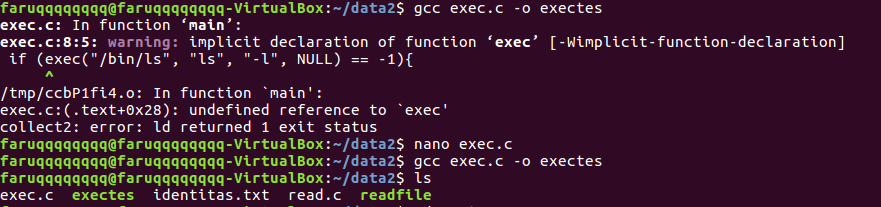 faruqqqqqqqq@faruqqqqqqqq-VirtualBox:~/data2$ gcc exec.c -o exectes
exec.c: In function ‘main’:
exec.c:8:5: warning: implicit declaration of function ‘exec’ [-Wimplicit-function-declaration]
 if (exec("/bin/ls", "ls", "-l", NULL) == -1){
     ^
/tmp/ccbP1fi4.o: In function `main':
exec.c:(.text+0x28): undefined reference to `exec'
collect2: error: ld returned 1 exit status
faruqqqqqqqq@faruqqqqqqqq-VirtualBox:~/data2$ nano exec.c
faruqqqqqqqq@faruqqqqqqqq-VirtualBox:~/data2$ gcc exec.c -o exectes
faruqqqqqqqq@faruqqqqqqqq-VirtualBox:~/data2$ ls
exec.c  exectes  identitas.txt  read.c  readfile